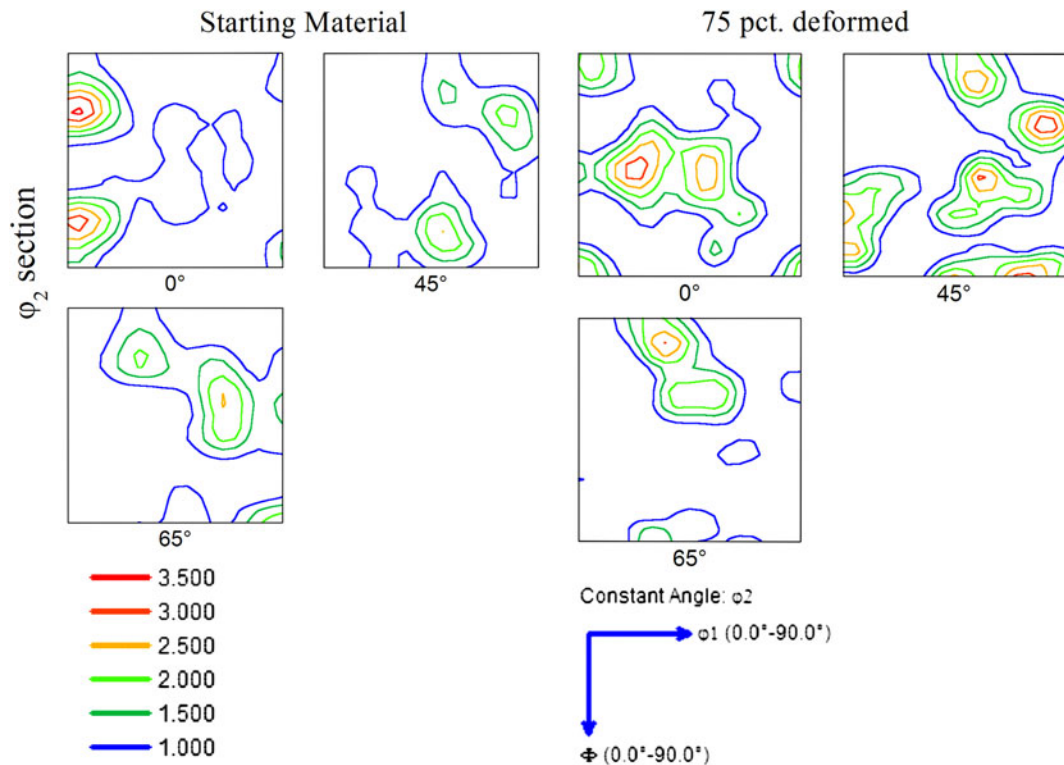 Starting Material
75 pct. deformed
φ2 section
0°
45°
0°
45°
65°
65°
3.500
3.000
2.500
2.000
1.500
1.000
Constant Angle: φ2
φ1 (0.0°-90.0°)
Φ (0.0°-90.0°)